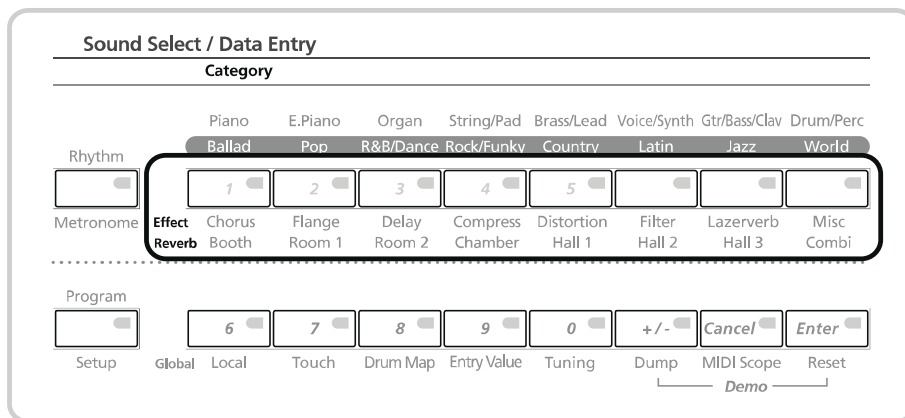 Sound Select / Data Entry
Category
Piano E.Piano Organ String/Pad Brass/Lead Voice/Synth Gtr/Bass/Clav Drum/Perc
Ballad Pop R&B/Dance Rock/Funky Country Latin Jazz World
Rhythm
1 2 3 4 5
Metronome Effect Chorus Flange Delay Compress Distortion Filter Lazerverb Misc
Reverb Booth Room 1 Room 2 Chamber Hall 1 Hall 2 Hall 3 Combi
Program
6 7 8 9 0 +/- Cancel Enter
Setup Global Local Touch Drum Map Entry Value Tuning Dump MIDI Scope Reset
Demo